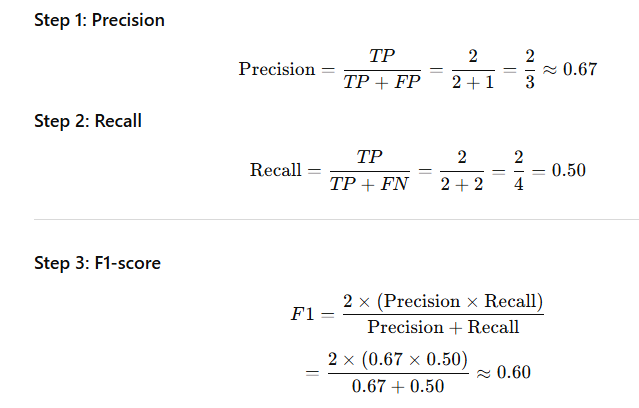 Step 1: Precision
Precision = TP / (TP + FP) = 2 / (2 + 1) = 2/3 ≈ 0.67
Step 2: Recall
Recall = TP / (TP + FN) = 2 / (2 + 2) = 2/4 = 0.50
Step 3: F1-score
F1 = 2 × (Precision × Recall) / (Precision + Recall)
= 2 × (0.67 × 0.50) / (0.67 + 0.50) ≈ 0.60